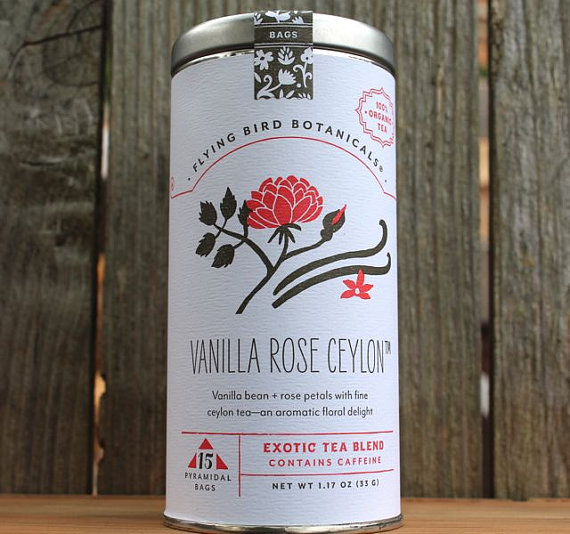 BAGS
100%
ORGANIC
TEA
· FLYING BIRD BOTANICALS® ·
VANILLA ROSE CEYLON™
Vanilla bean + rose petals with fine
ceylon tea—an aromatic floral delight
15
PYRAMIDAL
BAGS
EXOTIC TEA BLEND
CONTAINS CAFFEINE
NET WT 1.17 OZ (33 G)